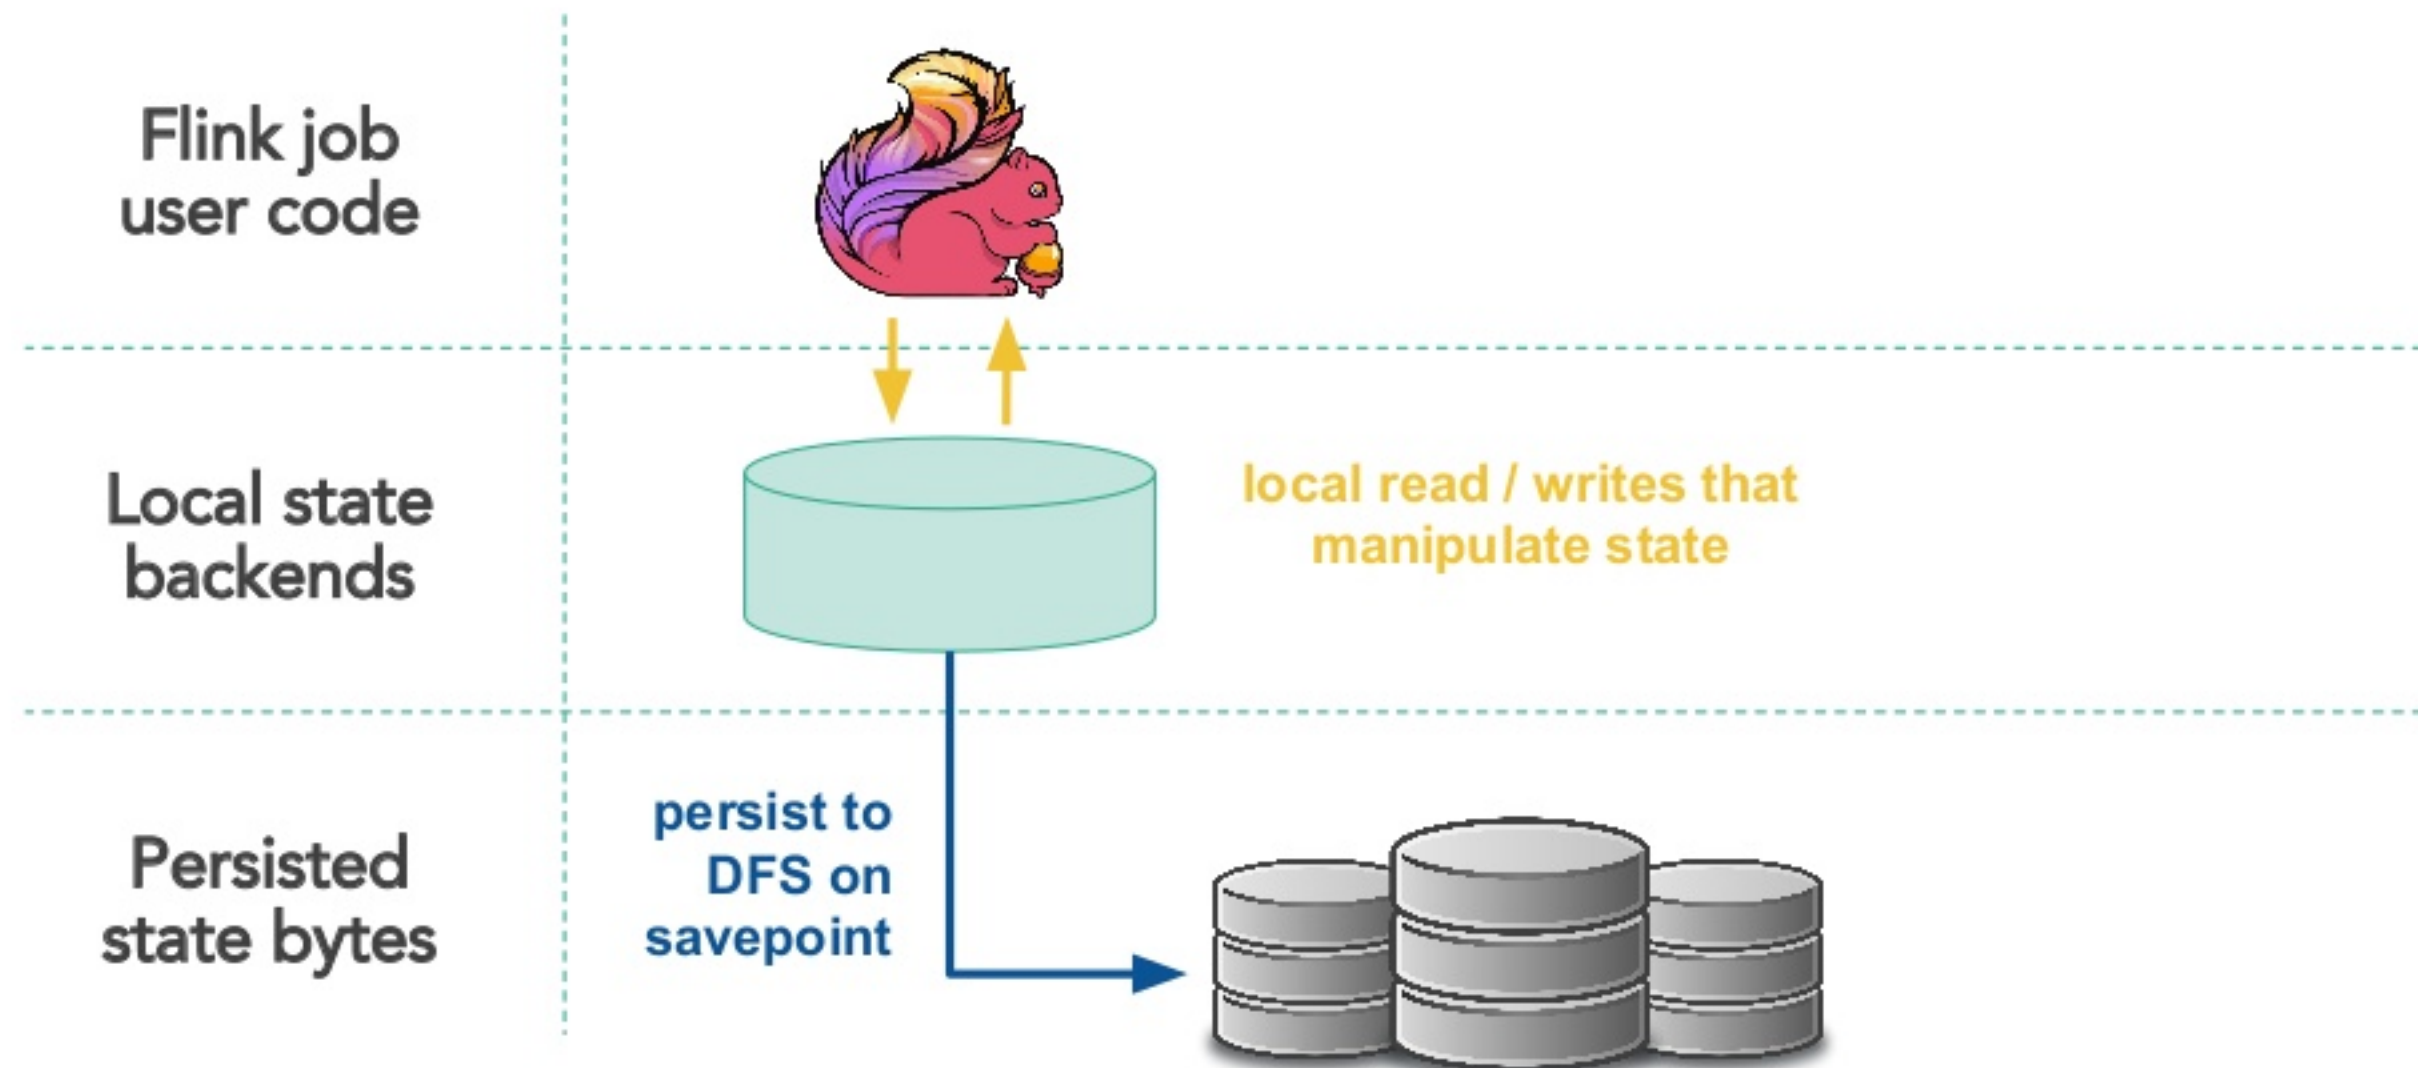 Flink job
user code
Local state
backends
local read / writes that
manipulate state
Persisted
state bytes
persist to
DFS on
savepoint